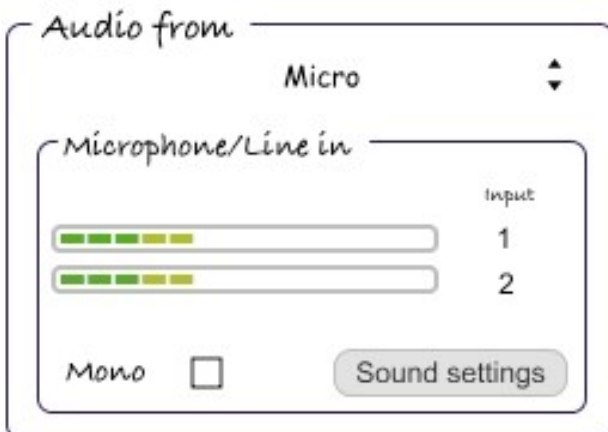 Audio from
Micro
Microphone/Line in
Input
1
2
Mono Sound settings